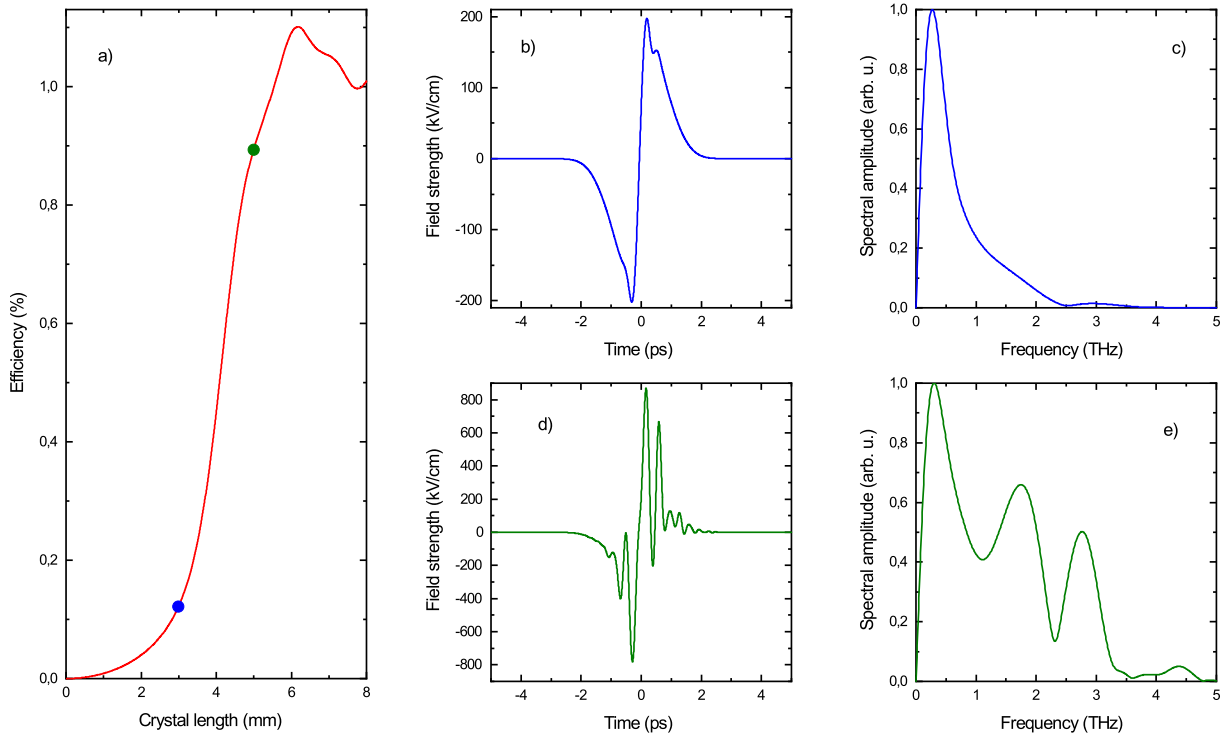 a)
Efficiency (%)
1,0
0,8
0,6
0,4
0,2
0,0
0 2 4 6 8
Crystal length (mm)
b)
Field strength (kV/cm)
200
100
0
-100
-200
-4 -2 0 2 4
Time (ps)
c)
Spectral amplitude (arb. u.)
1,0
0,8
0,6
0,4
0,2
0,0
0 1 2 3 4 5
Frequency (THz)
d)
Field strength (kV/cm)
800
600
400
200
0
-200
-400
-600
-800
-4 -2 0 2 4
Time (ps)
e)
Spectral amplitude (arb. u.)
1,0
0,8
0,6
0,4
0,2
0,0
0 1 2 3 4 5
Frequency (THz)